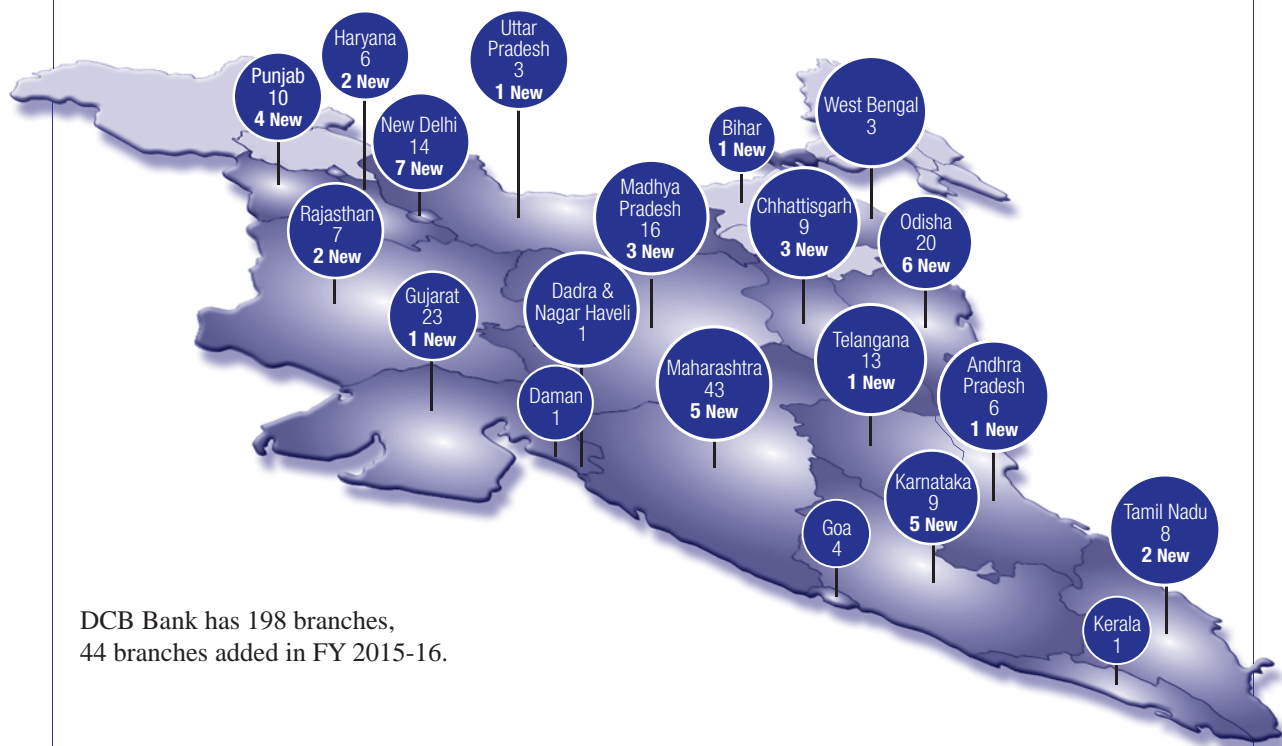 Haryana
6
2 New
Uttar
Pradesh
3
1 New
Punjab
10
4 New
New Delhi
14
7 New
Bihar
1 New
West Bengal
3
Rajasthan
7
2 New
Madhya
Pradesh
16
3 New
Chhattisgarh
9
3 New
Odisha
20
6 New
Gujarat
23
1 New
Dadra &
Nagar Haveli
1
Daman
1
Maharashtra
43
5 New
Telangana
13
1 New
Andhra
Pradesh
6
1 New
Karnataka
9
5 New
Goa
4
Tamil Nadu
8
2 New
Kerala
1
DCB Bank has 198 branches,
44 branches added in FY 2015-16.